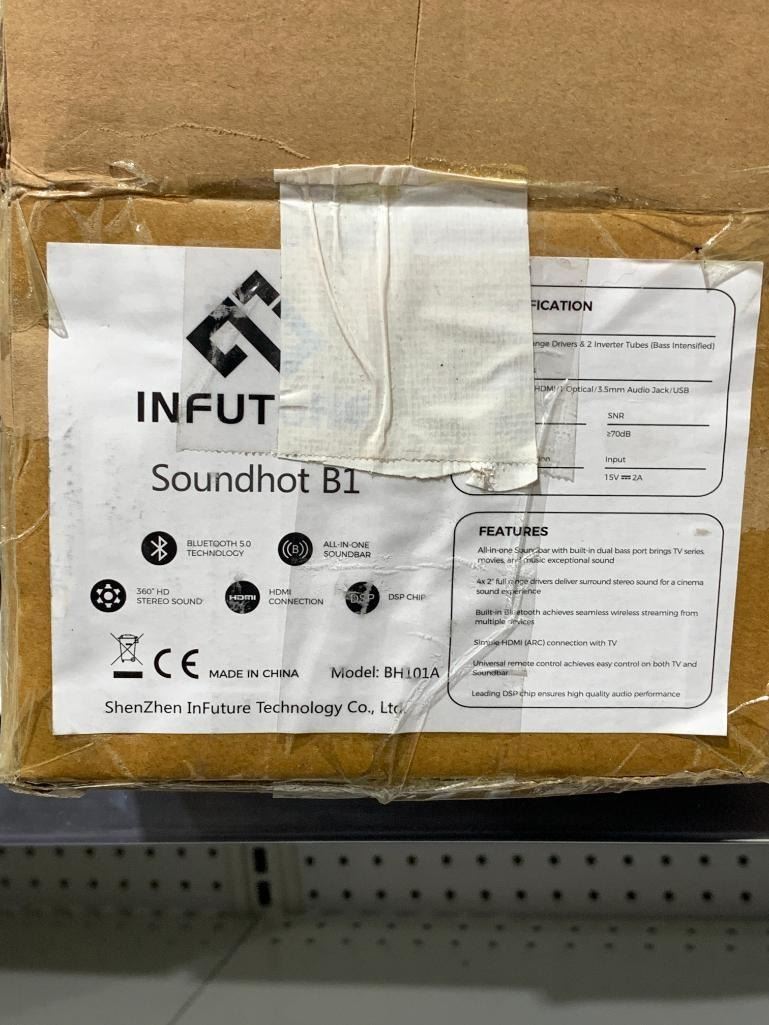 INFUT
Soundhot B1
BLUETOOTH 5.0
TECHNOLOGY
B
ALL-IN-ONE
SOUNDBAR
360° HD
STEREO SOUND
HDMI
HDMI
CONNECTION
DSP
DSP CHIP
CE
MADE IN CHINA
Model: BH101A
ShenZhen InFuture Technology Co., Ltd.
FICATION
nge Drivers & 2 Inverter Tubes (Bass Intensified)
HDMI/1 Optical/3.5mm Audio Jack/USB
SNR
≥70dB
Input
15V ⎓ 2A
FEATURES
All-in-one Soundbar with built-in dual bass port brings TV series,
movies, and music exceptional sound
4x 2" full range drivers deliver surround stereo sound for a cinema
sound experience
Built-in Bluetooth achieves seamless wireless streaming from
multiple devices
Simple HDMI (ARC) connection with TV
Universal remote control achieves easy control on both TV and
Soundbar
Leading DSP chip ensures high quality audio performance